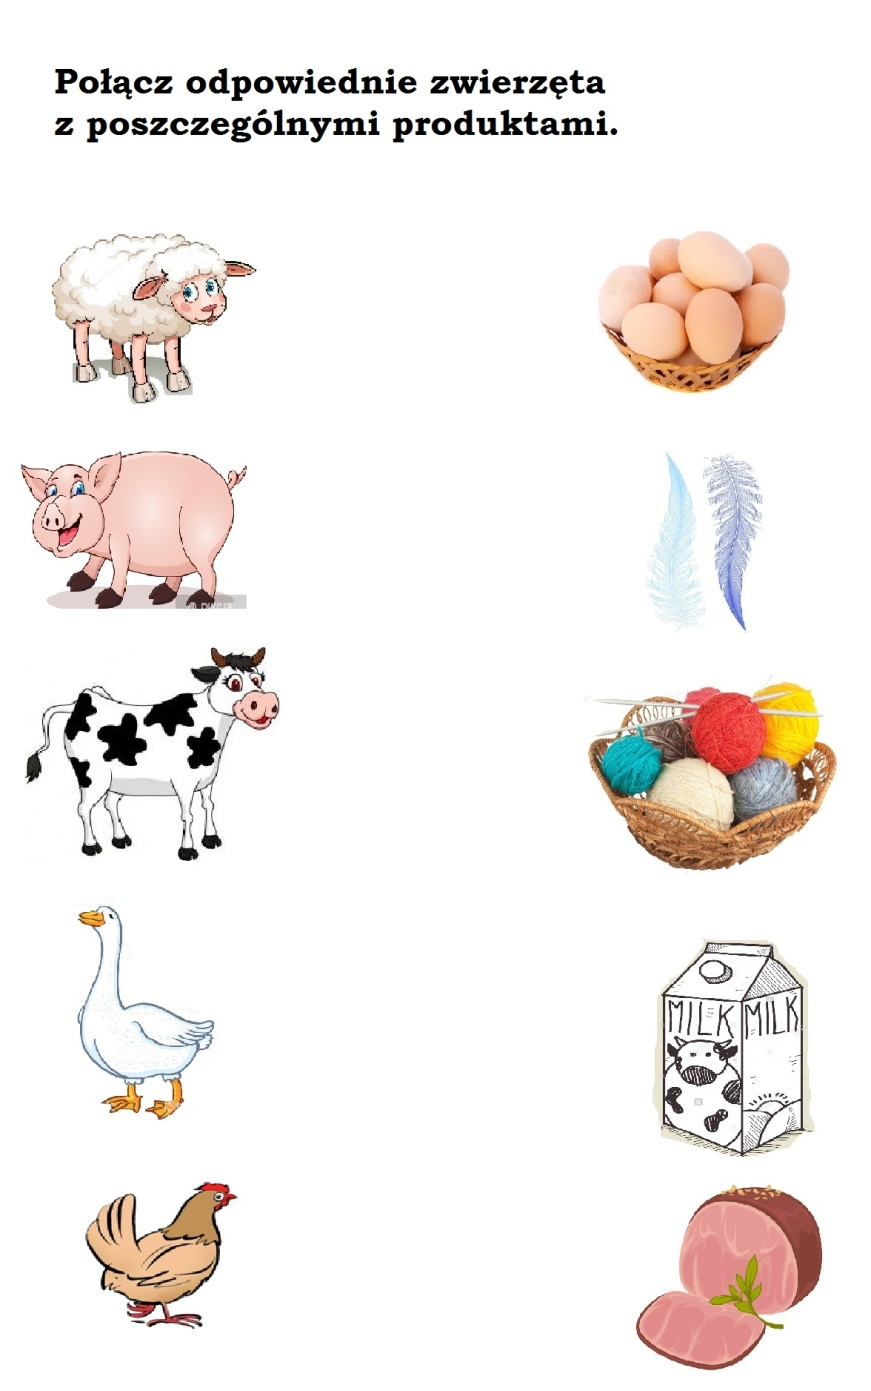 Połącz odpowiednie zwierzęta
z poszczególnymi produktami.
MILK MILK